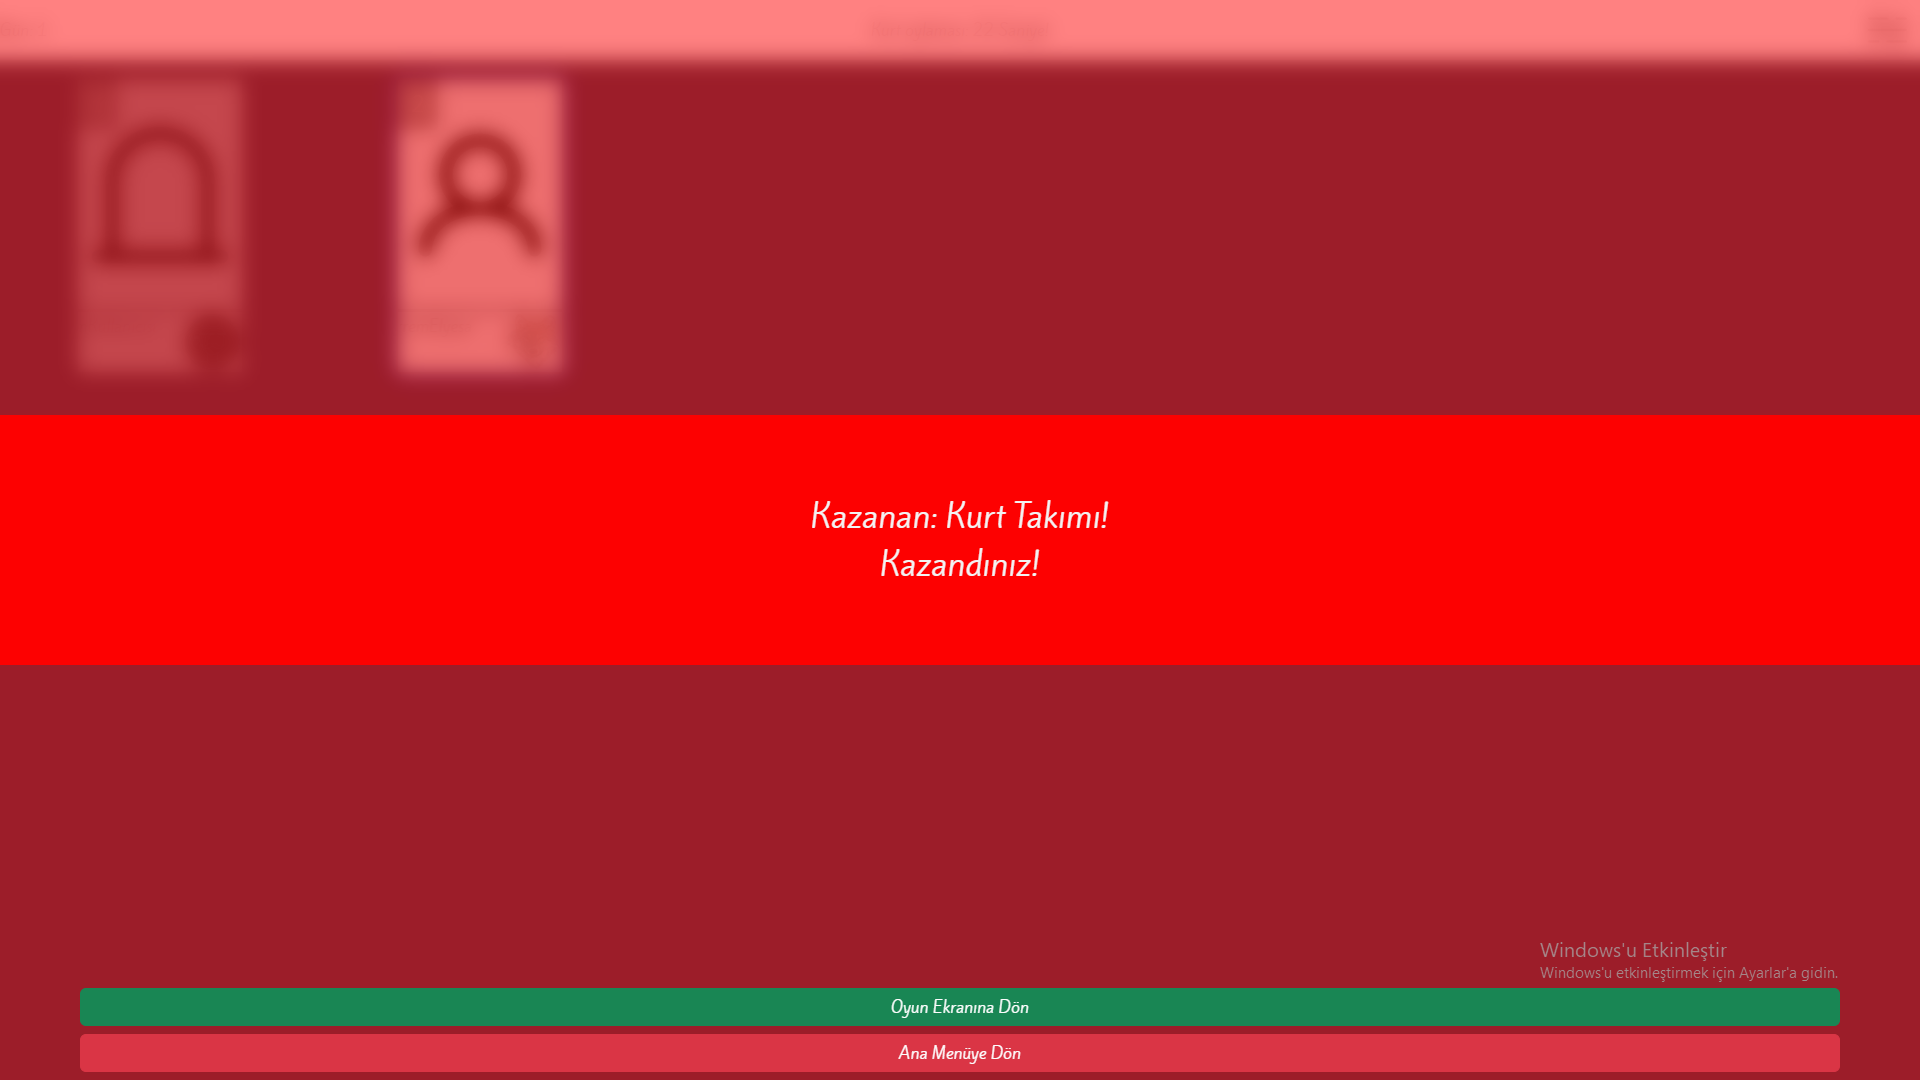 Kazanan: Kurt Takımı!
Kazandınız!
Windows'u Etkinleştir
Windows'u etkinleştirmek için Ayarlar'a gidin.
Oyun Ekranına Dön
Ana Menüye Dön